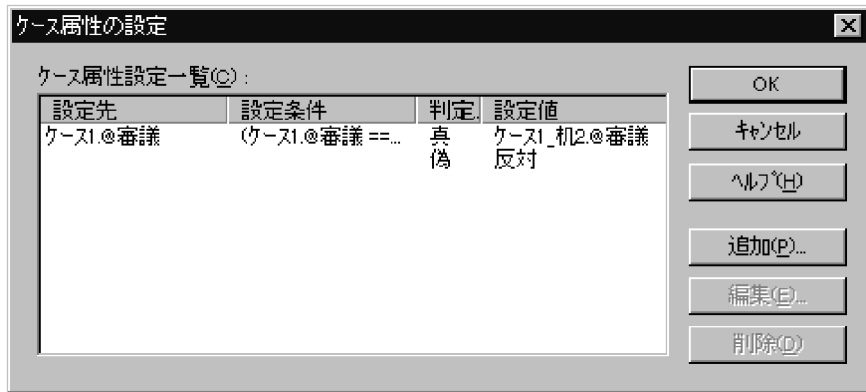 ケース属性の設定
ケース属性設定一覧(C):
設定先 設定条件 判定. 設定値
ケース1.@審議 (ケース1.@審議 ==... 真 ケース1_机2.@審議
偽 反対
OK
キャンセル
ヘルプ(H)
追加(P)...
編集(E)...
削除(D)